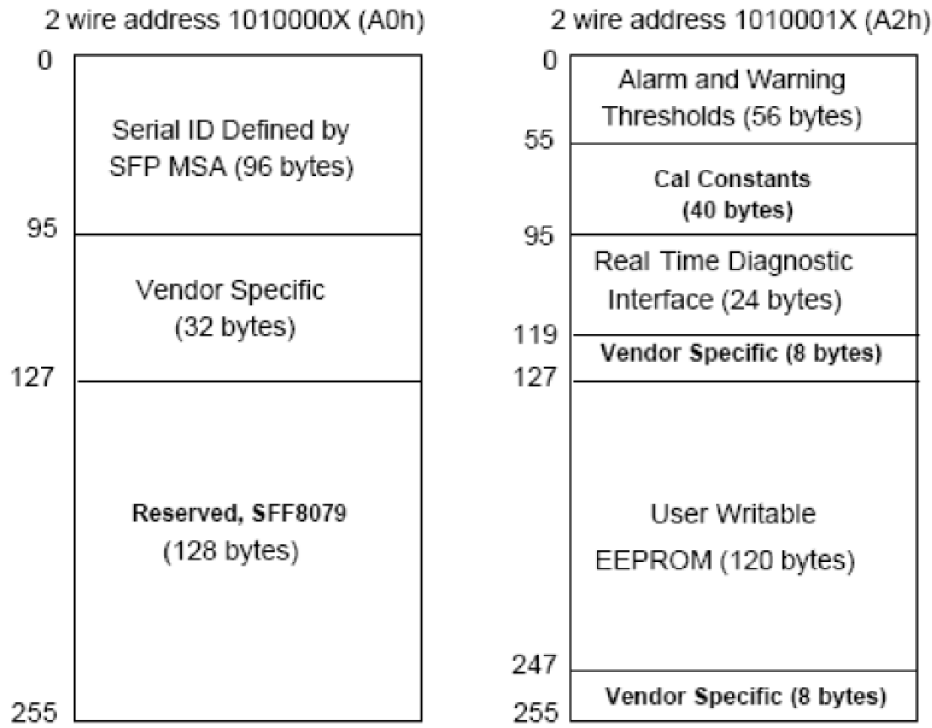 2 wire address 1010000X (A0h)
0
Serial ID Defined by
SFP MSA (96 bytes)
95
Vendor Specific
(32 bytes)
127
Reserved, SFF8079
(128 bytes)
255
2 wire address 1010001X (A2h)
0
Alarm and Warning
Thresholds (56 bytes)
55
Cal Constants
(40 bytes)
95
Real Time Diagnostic
Interface (24 bytes)
119
Vendor Specific (8 bytes)
127
User Writable
EEPROM (120 bytes)
247
Vendor Specific (8 bytes)
255